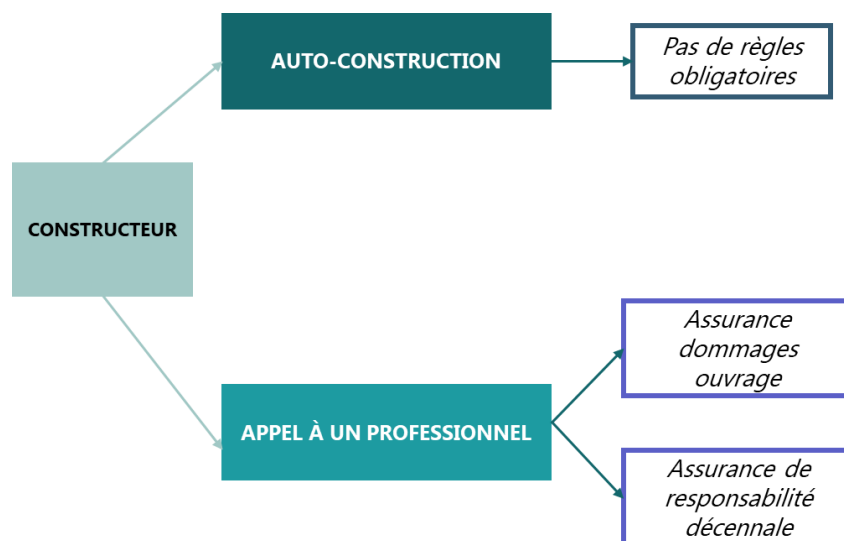 AUTO-CONSTRUCTION
Pas de règles
obligatoires
CONSTRUCTEUR
Assurance
dommages
ouvrage
APPEL À UN PROFESSIONNEL
Assurance de
responsabilité
décennale